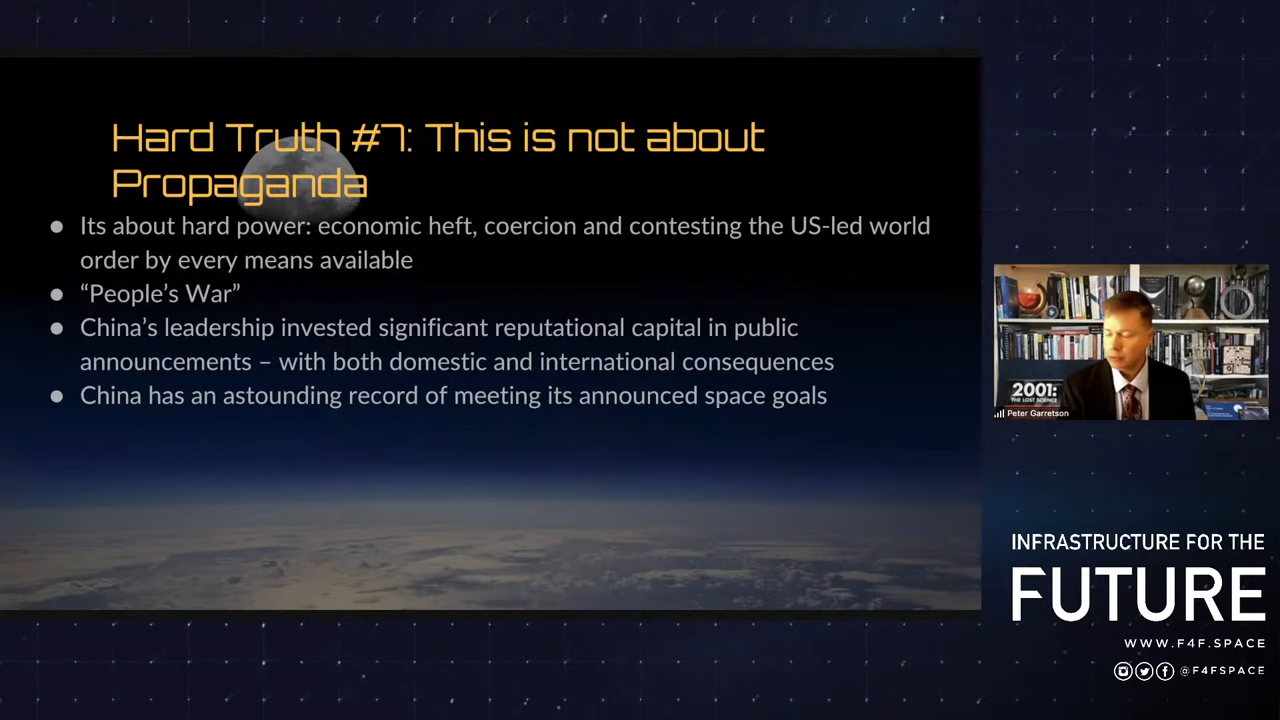 Hard Truth #7: This is not about
Propaganda
● Its about hard power: economic heft, coercion and contesting the US-led world
order by every means available
● “People’s War”
● China’s leadership invested significant reputational capital in public
announcements – with both domestic and international consequences
● China has an astounding record of meeting its announced space goals
2001:
THE LOST SCIENCE
Peter Garretson
INFRASTRUCTURE FOR THE
FUTURE
WWW.F4F.SPACE
@F4FSPACE